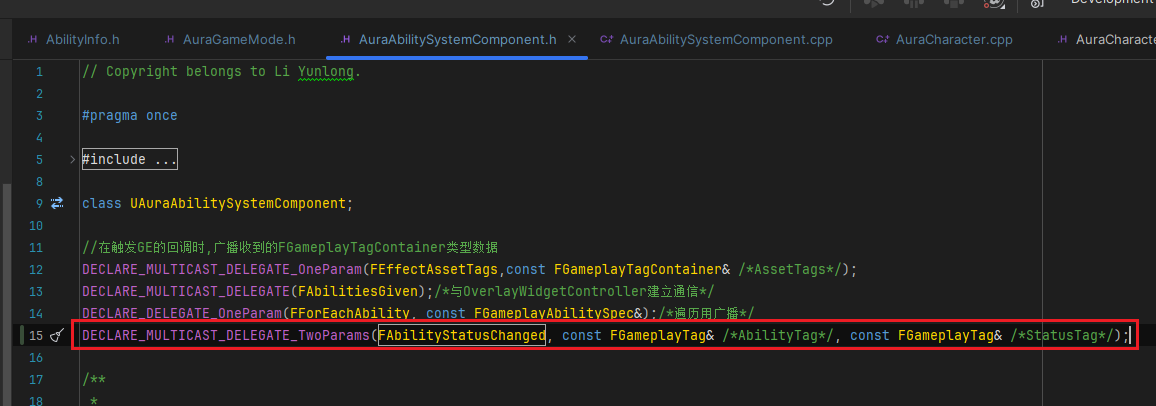 Development
AbilityInfo.h
AuraGameMode.h
AuraAbilitySystemComponent.h
AuraAbilitySystemComponent.cpp
AuraCharacter.cpp
AuraCharacte
1 // Copyright belongs to Li Yunlong.
2
3 #pragma once
4
5 #include ...
8
9 class UAuraAbilitySystemComponent;
10
11 //在触发GE的回调时,广播收到的FGameplayTagContainer类型数据
12 DECLARE_MULTICAST_DELEGATE_OneParam(FEffectAssetTags,const FGameplayTagContainer& /*AssetTags*/);
13 DECLARE_MULTICAST_DELEGATE(FAbilitiesGiven);/*与OverlayWidgetController建立通信*/
14 DECLARE_DELEGATE_OneParam(FForEachAbility, const FGameplayAbilitySpec&);/*遍历用广播*/
15 DECLARE_MULTICAST_DELEGATE_TwoParams(FAbilityStatusChanged, const FGameplayTag& /*AbilityTag*/, const FGameplayTag& /*StatusTag*/);
16
17 /**
18 *